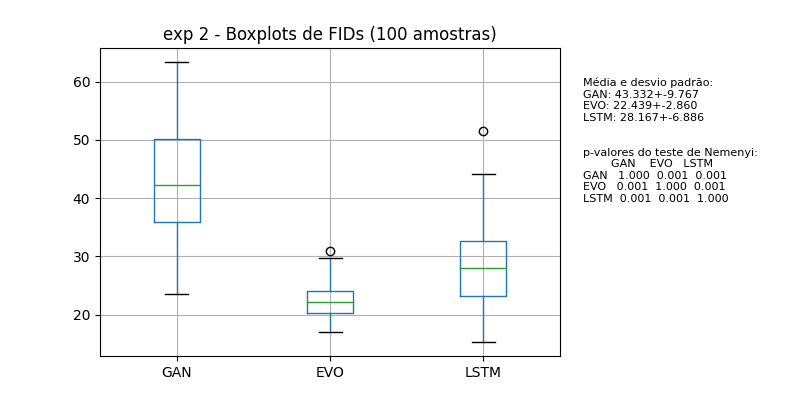 exp 2 - Boxplots de FIDs (100 amostras)
60
50
40
30
20
GAN EVO LSTM
Média e desvio padrão:
GAN: 43.332+-9.767
EVO: 22.439+-2.860
LSTM: 28.167+-6.886
p-valores do teste de Nemenyi:
GAN EVO LSTM
GAN 1.000 0.001 0.001
EVO 0.001 1.000 0.001
LSTM 0.001 0.001 1.000